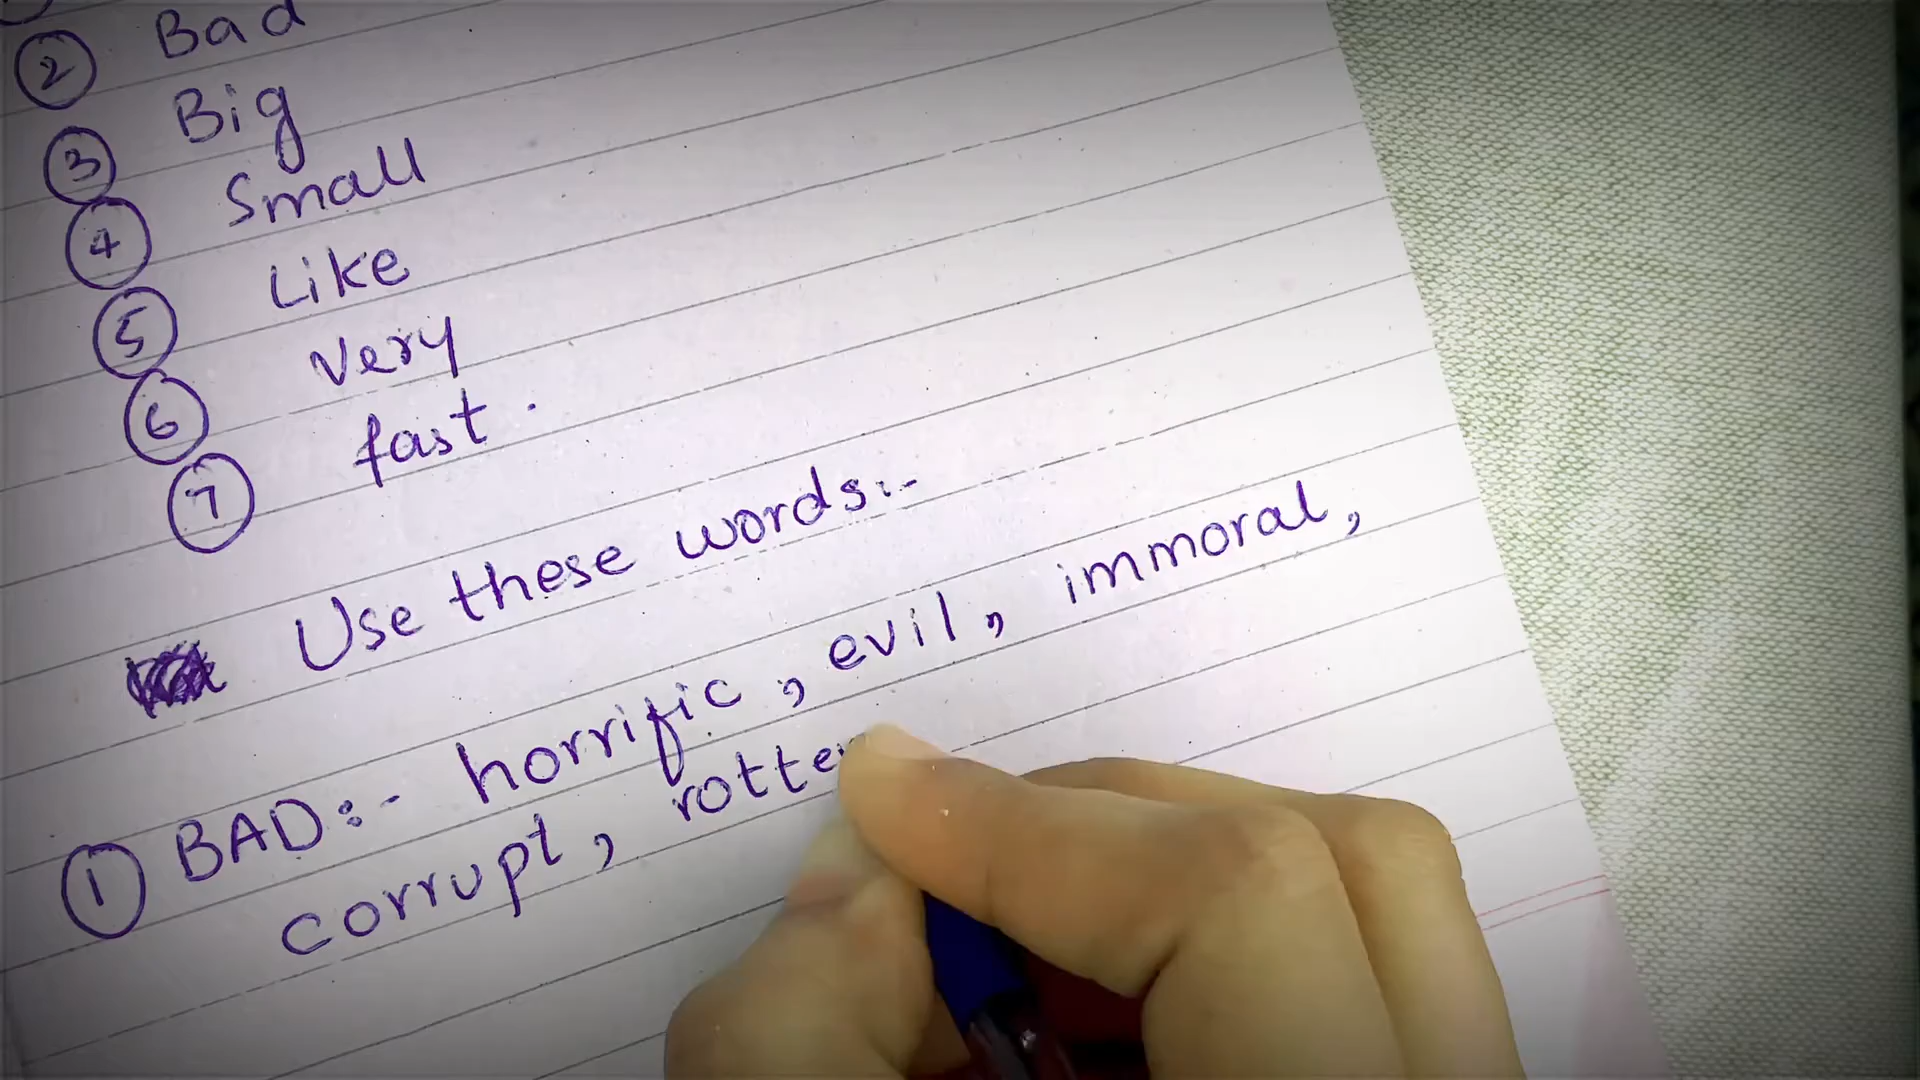 ② Bad
③ Big
④ Small
⑤ Like
⑥ Very
⑦ fast.
Use these words:-
① BAD:- horrific, evil, immoral,
corrupt, rotte